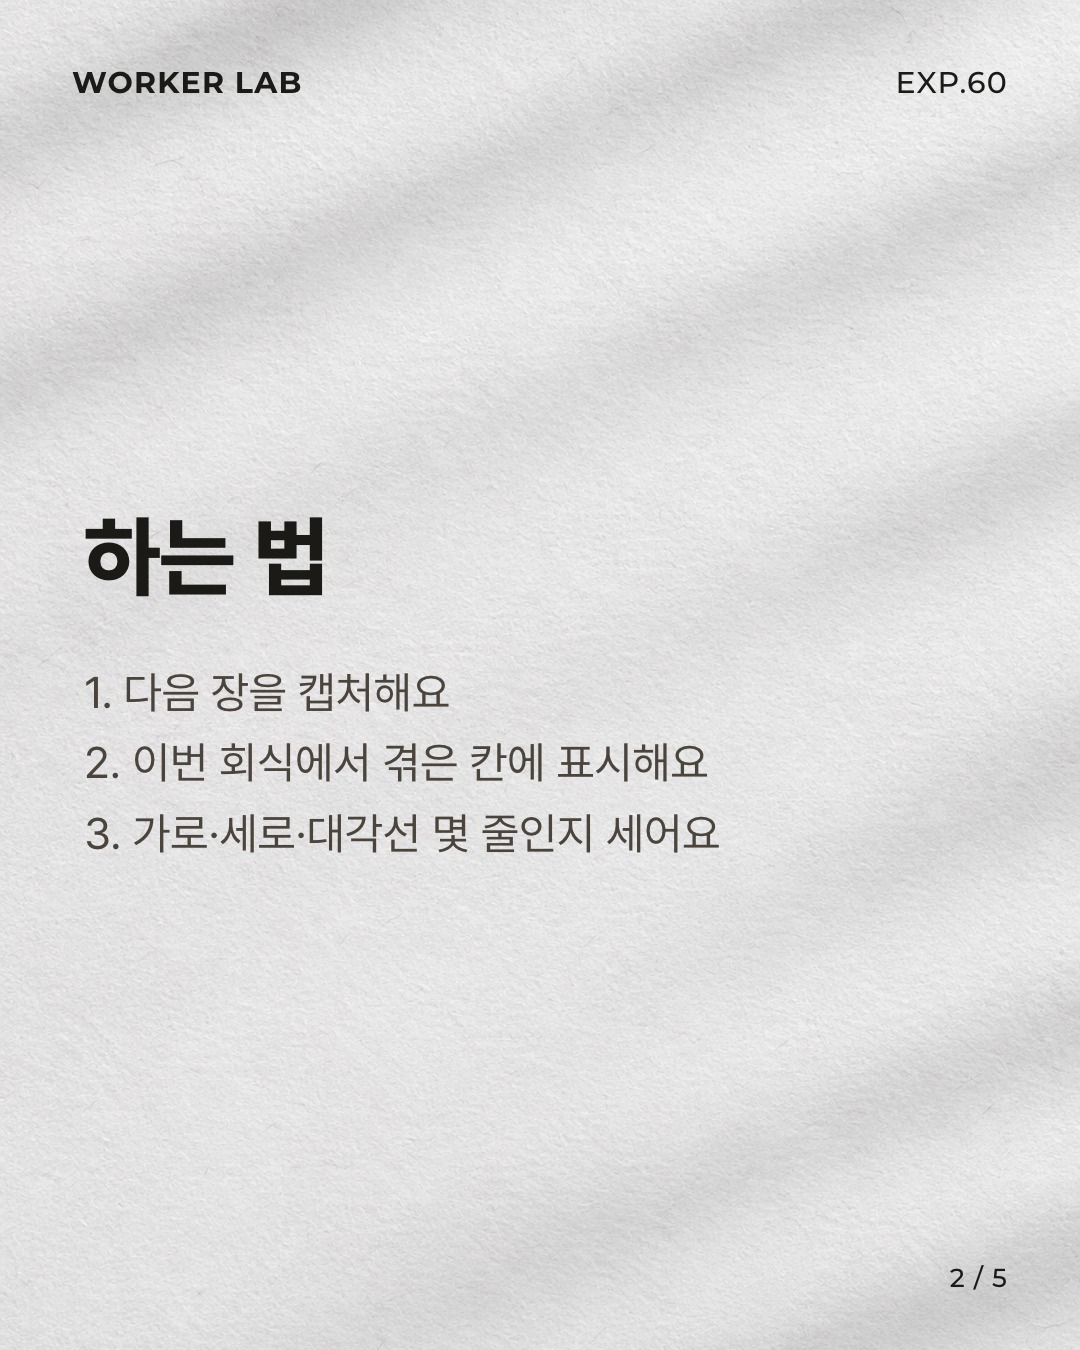 WORKER LAB
EXP.60
하는 법
1. 다음 장을 캡처해요
2. 이번 회식에서 겪은 칸에 표시해요
3. 가로·세로·대각선 몇 줄인지 세어요
2 / 5